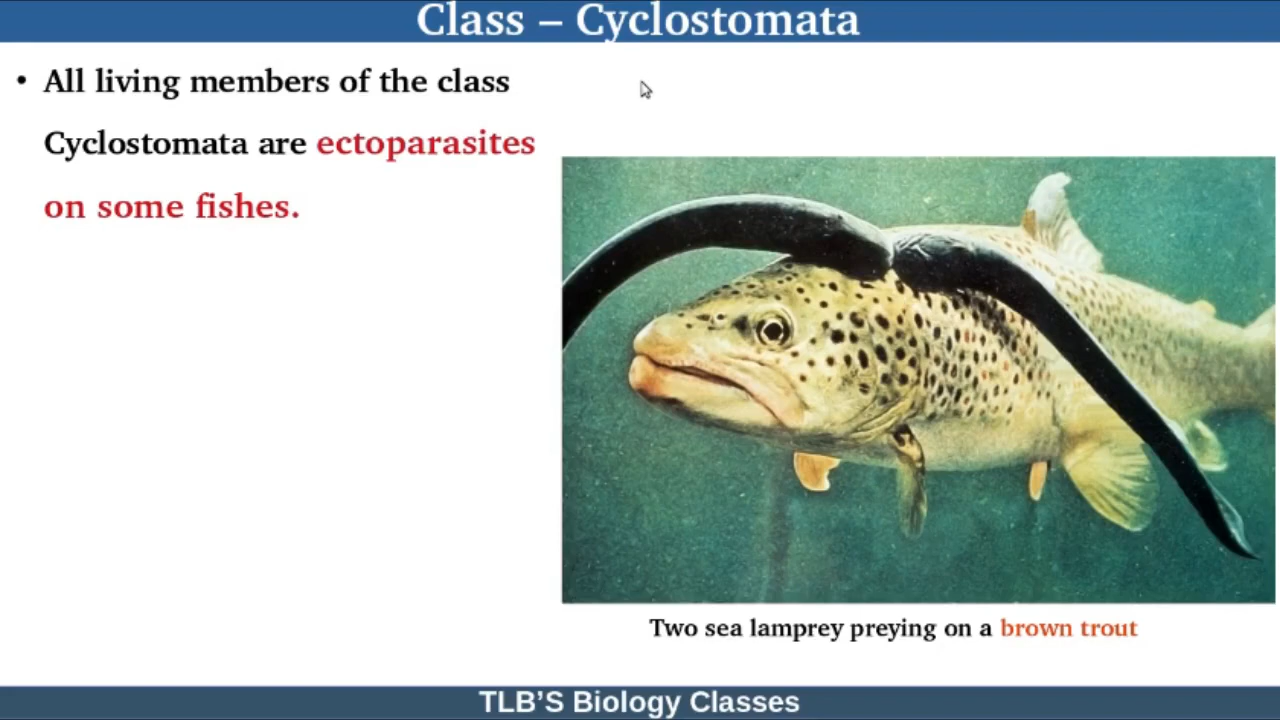 Class – Cyclostomata
• All living members of the class
Cyclostomata are ectoparasites
on some fishes.
Two sea lamprey preying on a brown trout
TLB’S Biology Classes